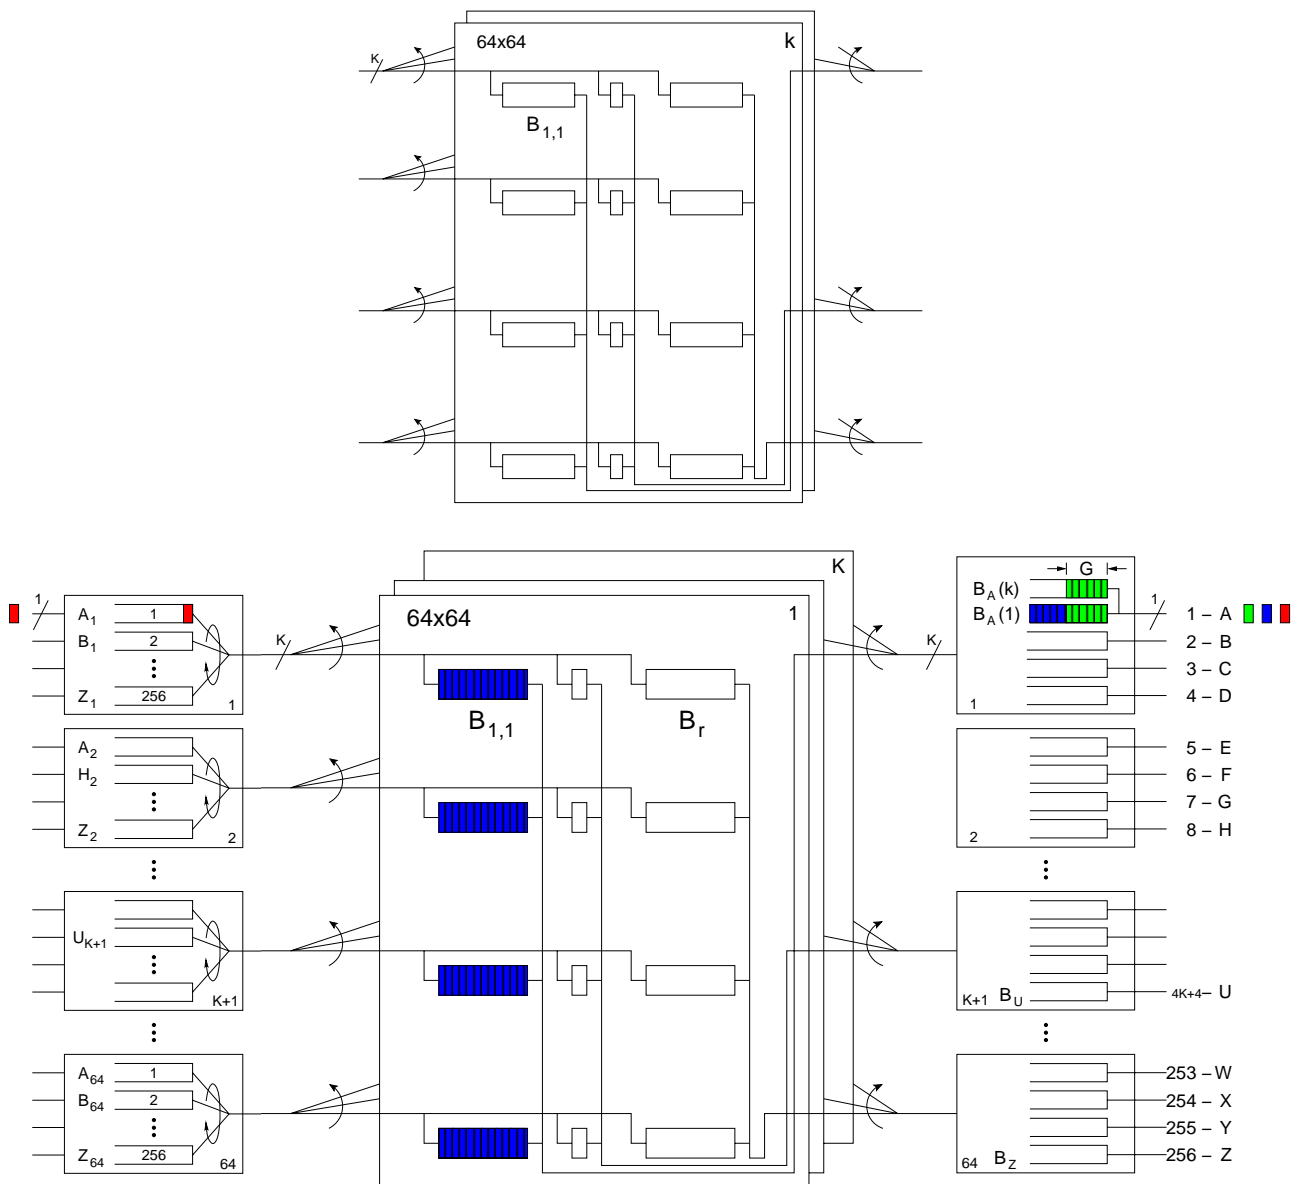 64x64 k
K
B1,1
K
64x64 1
G
BA(k)
BA(1)
1
A1 1
B1 2
Z1 256
1
K
B1,1
Br
K
1
1 – A
2 – B
3 – C
4 – D
1
A2
H2
Z2
2
5 – E
6 – F
7 – G
8 – H
2
UK+1
K+1
K+1 BU
4K+4– U
A64 1
B64 2
Z64 256
64
253 – W
254 – X
255 – Y
256 – Z
64 BZ